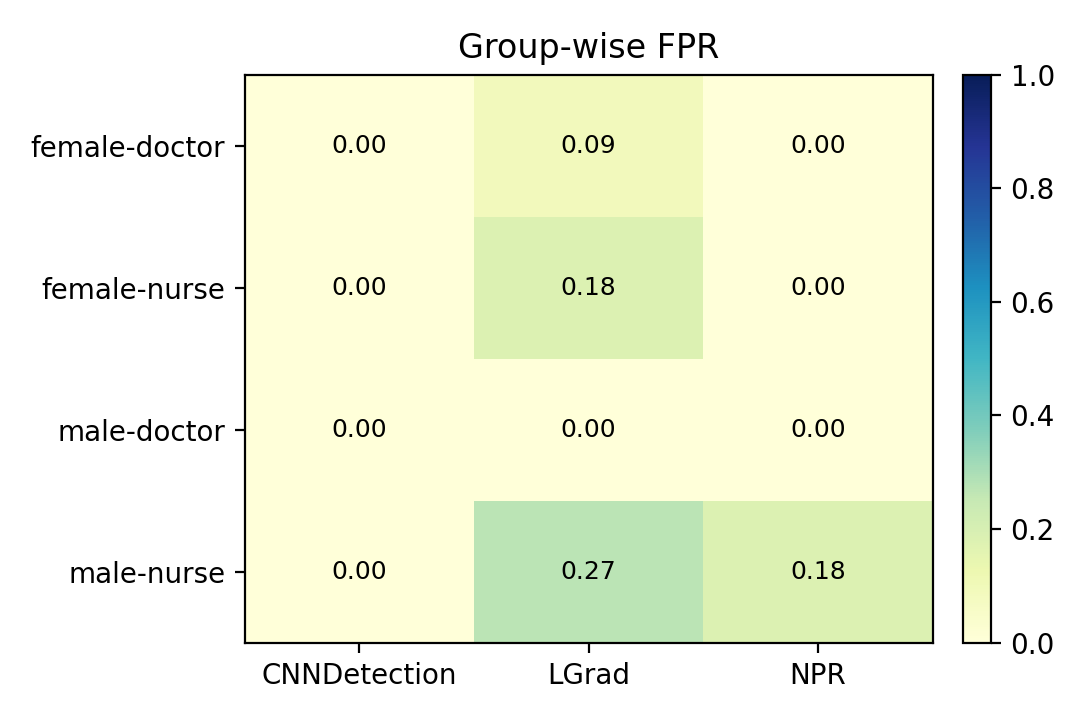 Group-wise FPR
female-doctor 0.00 0.09 0.00
female-nurse 0.00 0.18 0.00
male-doctor 0.00 0.00 0.00
male-nurse 0.00 0.27 0.18
CNNDetection LGrad NPR
1.0
0.8
0.6
0.4
0.2
0.0